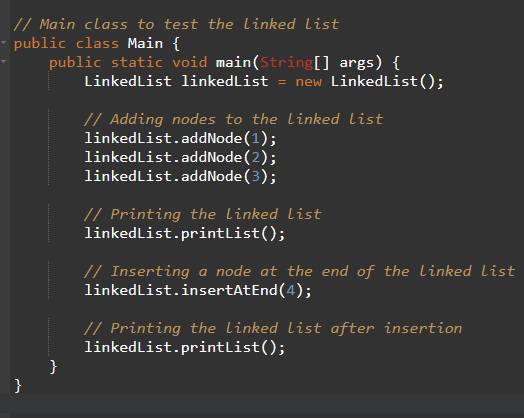 // Main class to test the linked list
public class Main {
    public static void main(String[] args) {
        LinkedList linkedList = new LinkedList();

        // Adding nodes to the linked list
        linkedList.addNode(1);
        linkedList.addNode(2);
        linkedList.addNode(3);

        // Printing the linked list
        linkedList.printList();

        // Inserting a node at the end of the linked list
        linkedList.insertAtEnd(4);

        // Printing the linked list after insertion
        linkedList.printList();
    }
}